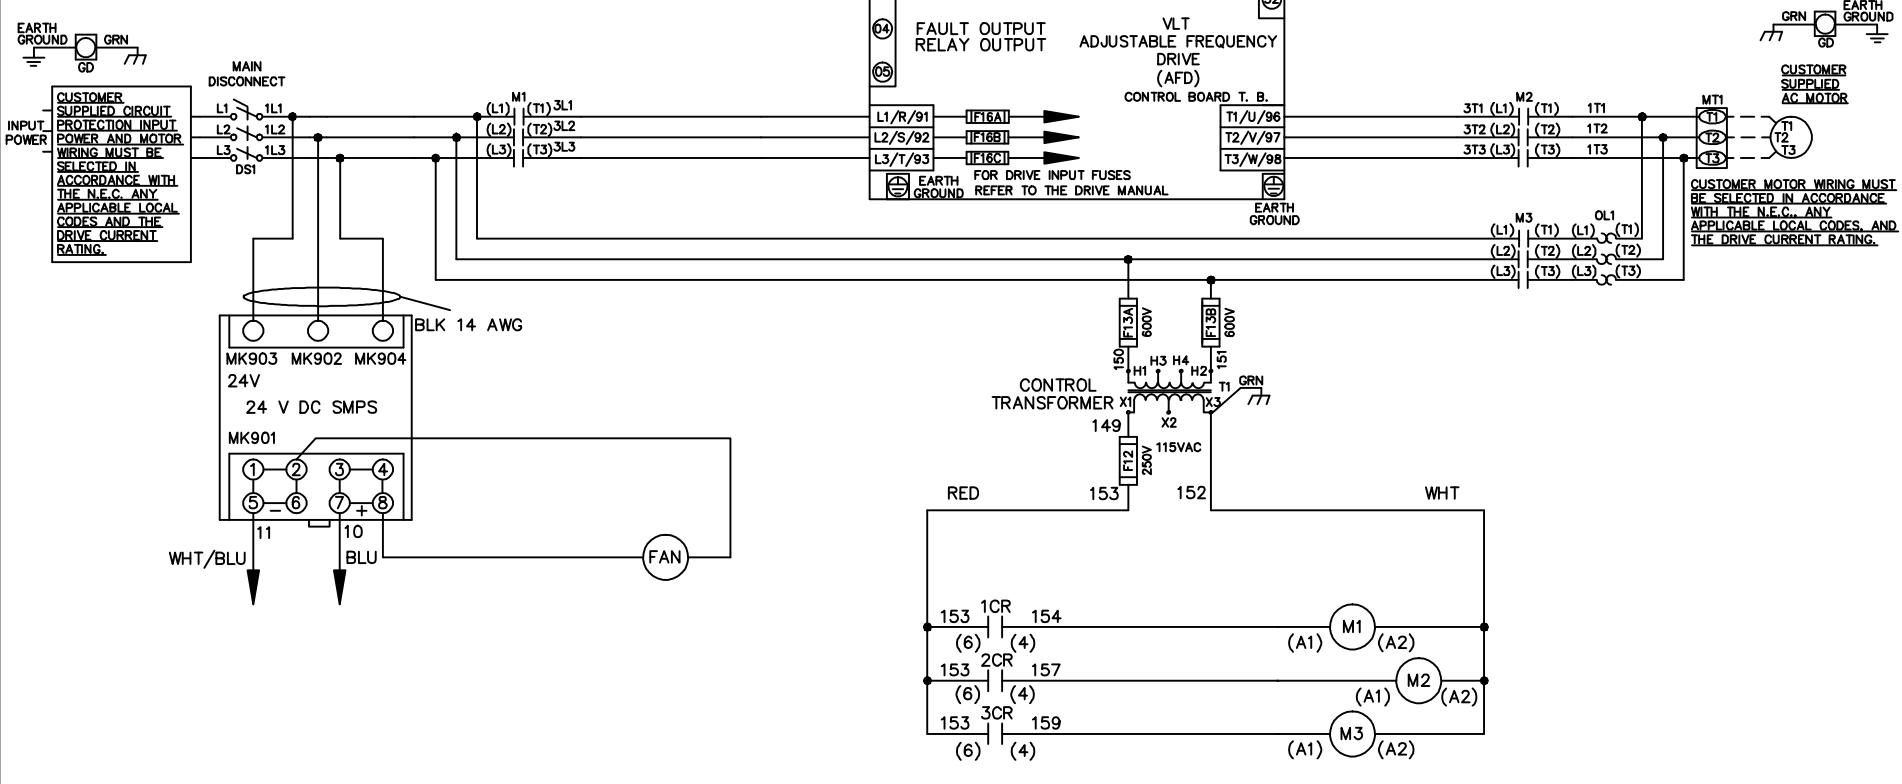 EARTH
GROUND
GRN
GD
04
05
FAULT OUTPUT
RELAY OUTPUT
VLT
ADJUSTABLE FREQUENCY
DRIVE
(AFD)
CONTROL BOARD T. B.
GRN
EARTH
GROUND
GD
INPUT
POWER
CUSTOMER
SUPPLIED CIRCUIT
PROTECTION INPUT
POWER AND MOTOR
WIRING MUST BE
SELECTED IN
ACCORDANCE WITH
THE N.E.C. ANY
APPLICABLE LOCAL
CODES AND THE
DRIVE CURRENT
RATING.
MAIN
DISCONNECT
L1 1L1
L2 1L2
L3 1L3
DS1
M1
(L1) (T1) 3L1
(L2) (T2) 3L2
(L3) (T3) 3L3
L1/R/91 F16A
L2/S/92 F16B
L3/T/93 F16C
EARTH
GROUND
FOR DRIVE INPUT FUSES
REFER TO THE DRIVE MANUAL
T1/U/96
T2/V/97
T3/W/98
EARTH
GROUND
M2
3T1 (L1) (T1) 1T1
3T2 (L2) (T2) 1T2
3T3 (L3) (T3) 1T3
MT1
T1
T2
T3
CUSTOMER
SUPPLIED
AC MOTOR
T1
T2
T3
CUSTOMER MOTOR WIRING MUST
BE SELECTED IN ACCORDANCE
WITH THE N.E.C., ANY
APPLICABLE LOCAL CODES, AND
THE DRIVE CURRENT RATING.
M3 OL1
(L1) (T1) (L1) (T1)
(L2) (T2) (L2) (T2)
(L3) (T3) (L3) (T3)
BLK 14 AWG
MK903 MK902 MK904
24V
24 V DC SMPS
MK901
1 2 3 4
5 - 6 7 + 8
11 10
WHT/BLU BLU
FAN
F13A 600V F13B 600V
150 151
H1 H3 H4 H2
CONTROL
TRANSFORMER
T1 GRN
X1 X2 X3
149
115VAC
F12 250V
RED 153 152 WHT
1CR
153 154 M1
(6) (4) (A1) (A2)
2CR
153 157 M2
(6) (4) (A1) (A2)
3CR
153 159 M3
(6) (4) (A1) (A2)